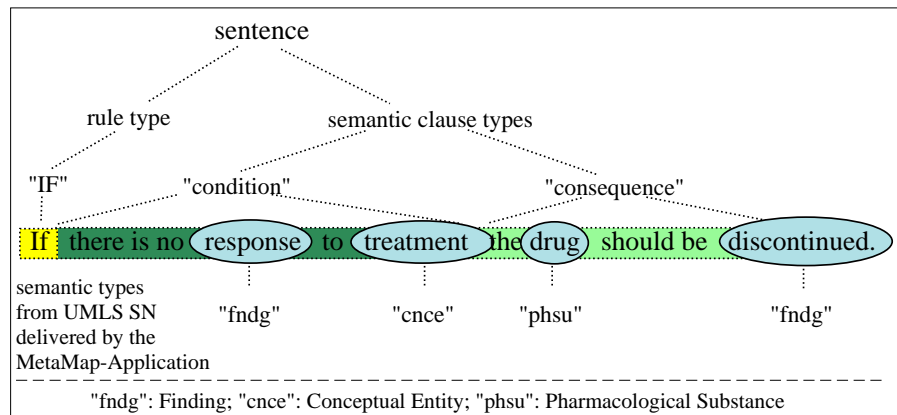 sentence
rule type
semantic clause types
"IF"
"condition"
"consequence"
If there is no response to treatment the drug should be discontinued.
semantic types
from UMLS SN
delivered by the
MetaMap-Application
"fndg"
"cnce"
"phsu"
"fndg"
"fndg": Finding; "cnce": Conceptual Entity; "phsu": Pharmacological Substance